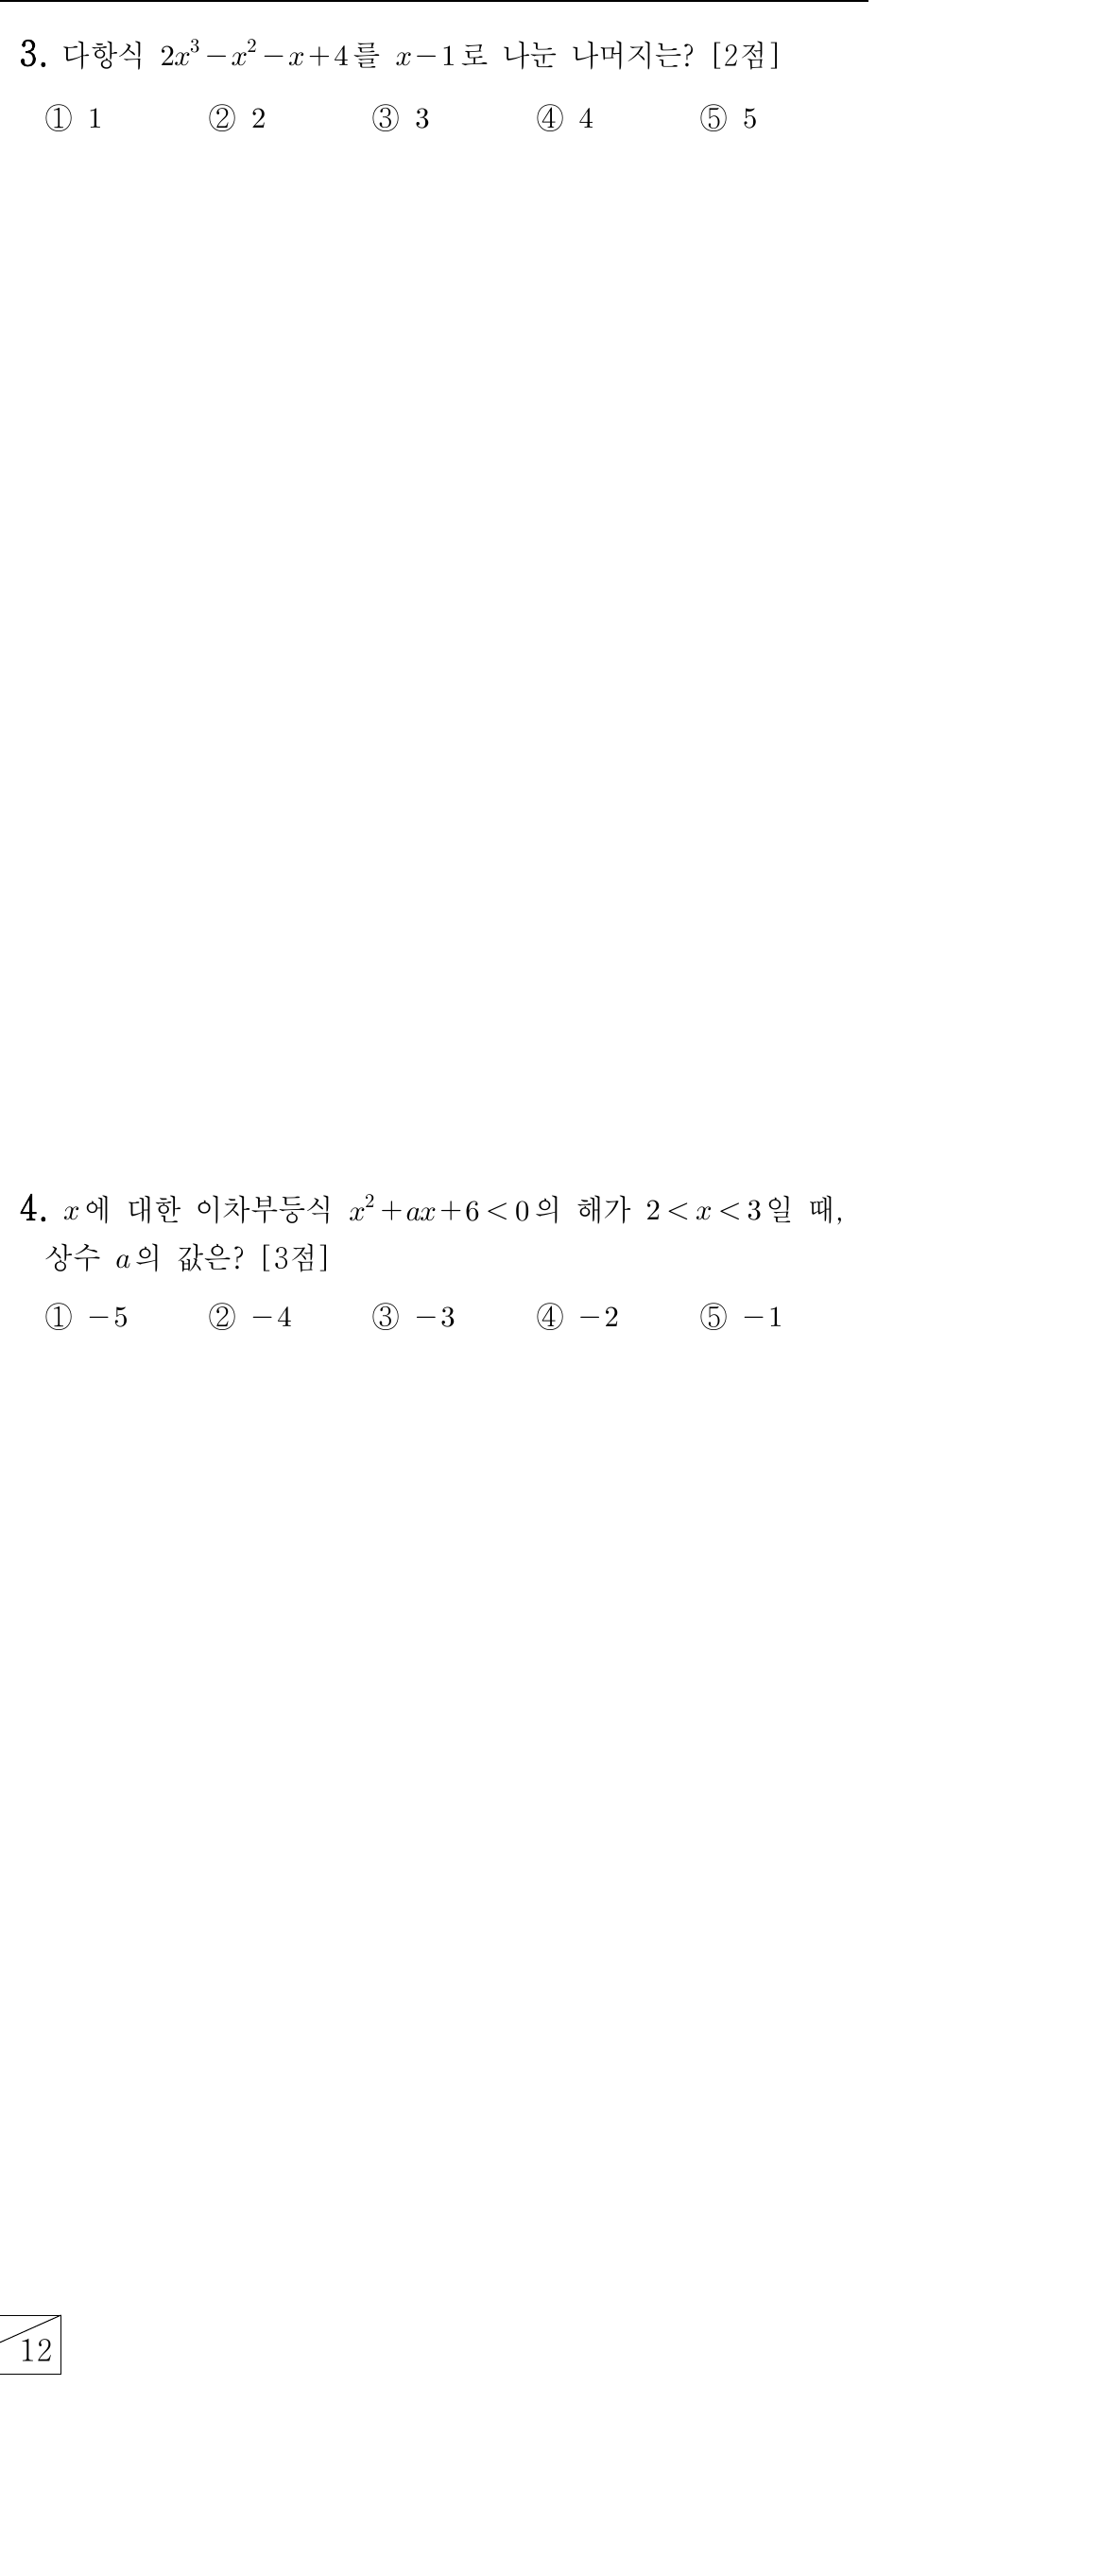 3. 다항식 2x³－x²－x＋4를 x－1로 나눈 나머지는? [2점]
① 1 ② 2 ③ 3 ④ 4 ⑤ 5
4. x에 대한 이차부등식 x²＋ax＋6＜0의 해가 2＜x＜3일 때,
상수 a의 값은? [3점]
① －5 ② －4 ③ －3 ④ －2 ⑤ －1
12